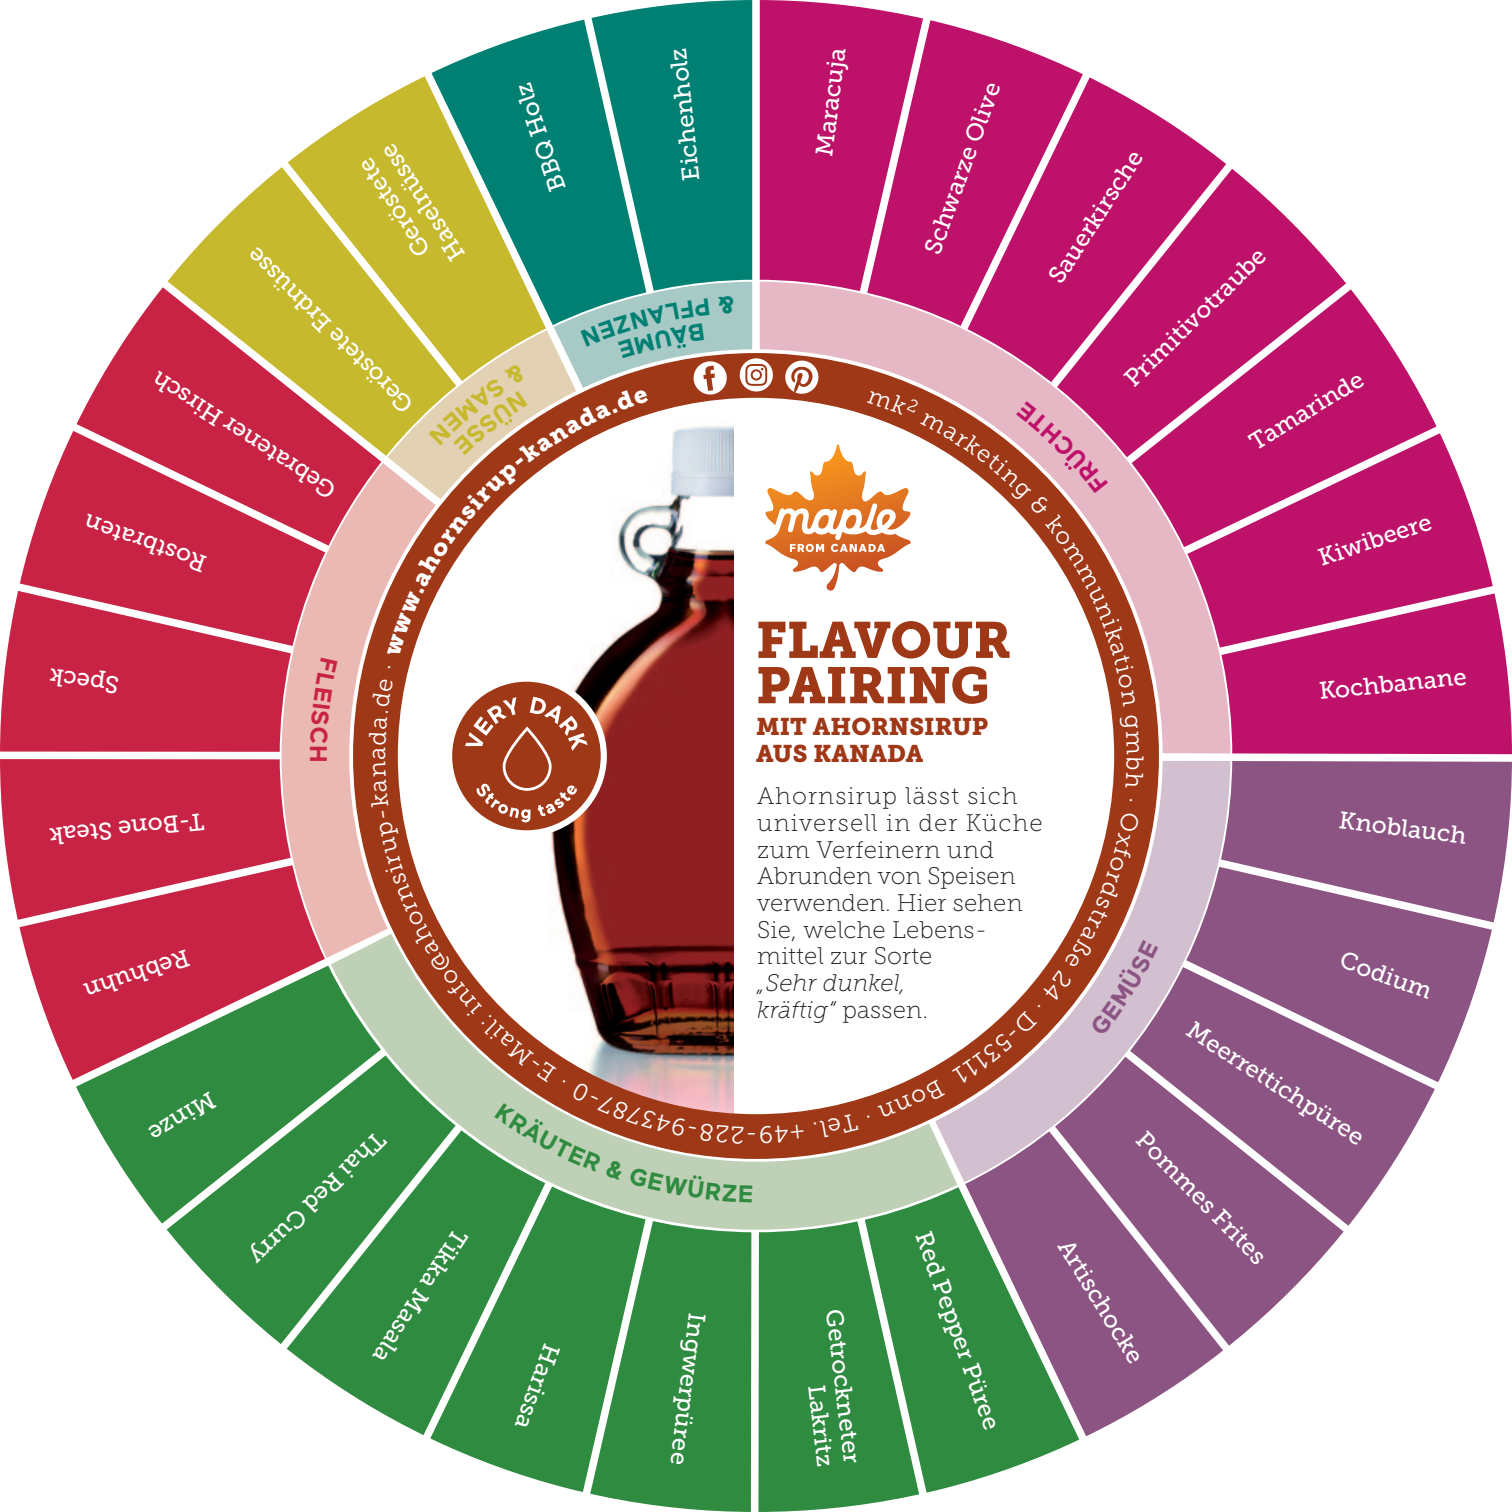 Maracuja
Schwarze Olive
Sauerkirsche
Primitivotraube
Tamarinde
Kiwibeere
Kochbanane
Knoblauch
Codium
Meerrettichpüree
Pommes Frites
Artischocke
Red Pepper Püree
Getrockneter
Lakritz
Ingwerpüree
Harissa
Tikka Masala
Thai Red Curry
Minze
Rebhuhn
T-Bone Steak
Speck
Rostbraten
Gebratener Hirsch
Geröstete Erdnüsse
Geröstete
Haselnüsse
BBQ Holz
Eichenholz
FRÜCHTE
GEMÜSE
KRÄUTER & GEWÜRZE
FLEISCH
NÜSSE
& SAMEN
BÄUME
& PFLANZEN
mk² marketing & kommunikation gmbh · Oxfordstraße 24 · D-53111 Bonn · Tel. +49-228-943787-0 · E-Mail: info@ahornsirup-kanada.de · www.ahornsirup-kanada.de
maple
FROM CANADA
FLAVOUR
PAIRING
MIT AHORNSIRUP
AUS KANADA
Ahornsirup lässt sich
universell in der Küche
zum Verfeinern und
Abrunden von Speisen
verwenden. Hier sehen
Sie, welche Lebens-
mittel zur Sorte
„Sehr dunkel,
kräftig“ passen.
VERY DARK
Strong taste